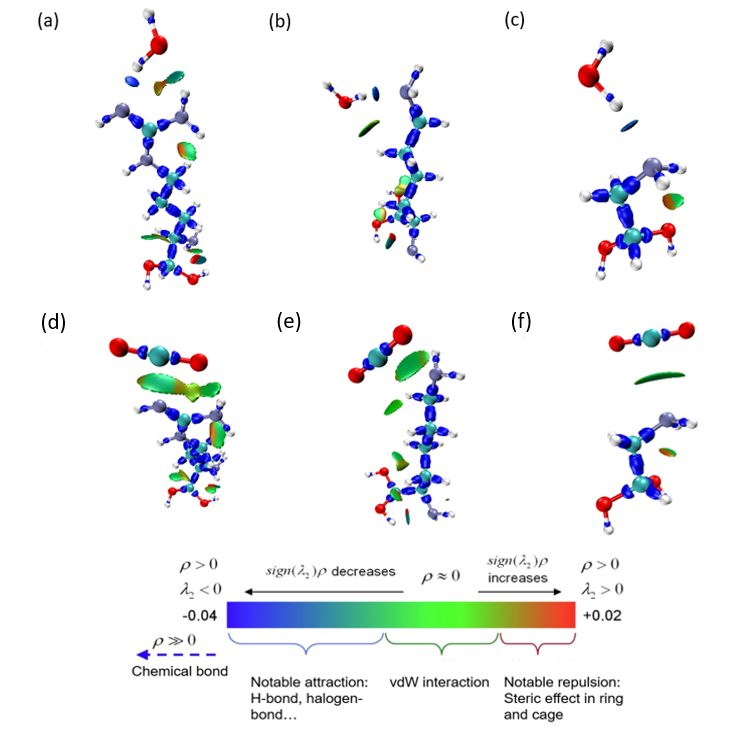 (a)
(b)
(c)
(d)
(e)
(f)
ρ > 0
λ₂ < 0
-0.04
sign(λ₂)ρ decreases
ρ ≈ 0
sign(λ₂)ρ
increases
ρ > 0
λ₂ > 0
+0.02
ρ ≫ 0
Chemical bond
Notable attraction:
H-bond, halogen-
bond…
vdW interaction
Notable repulsion:
Steric effect in ring
and cage